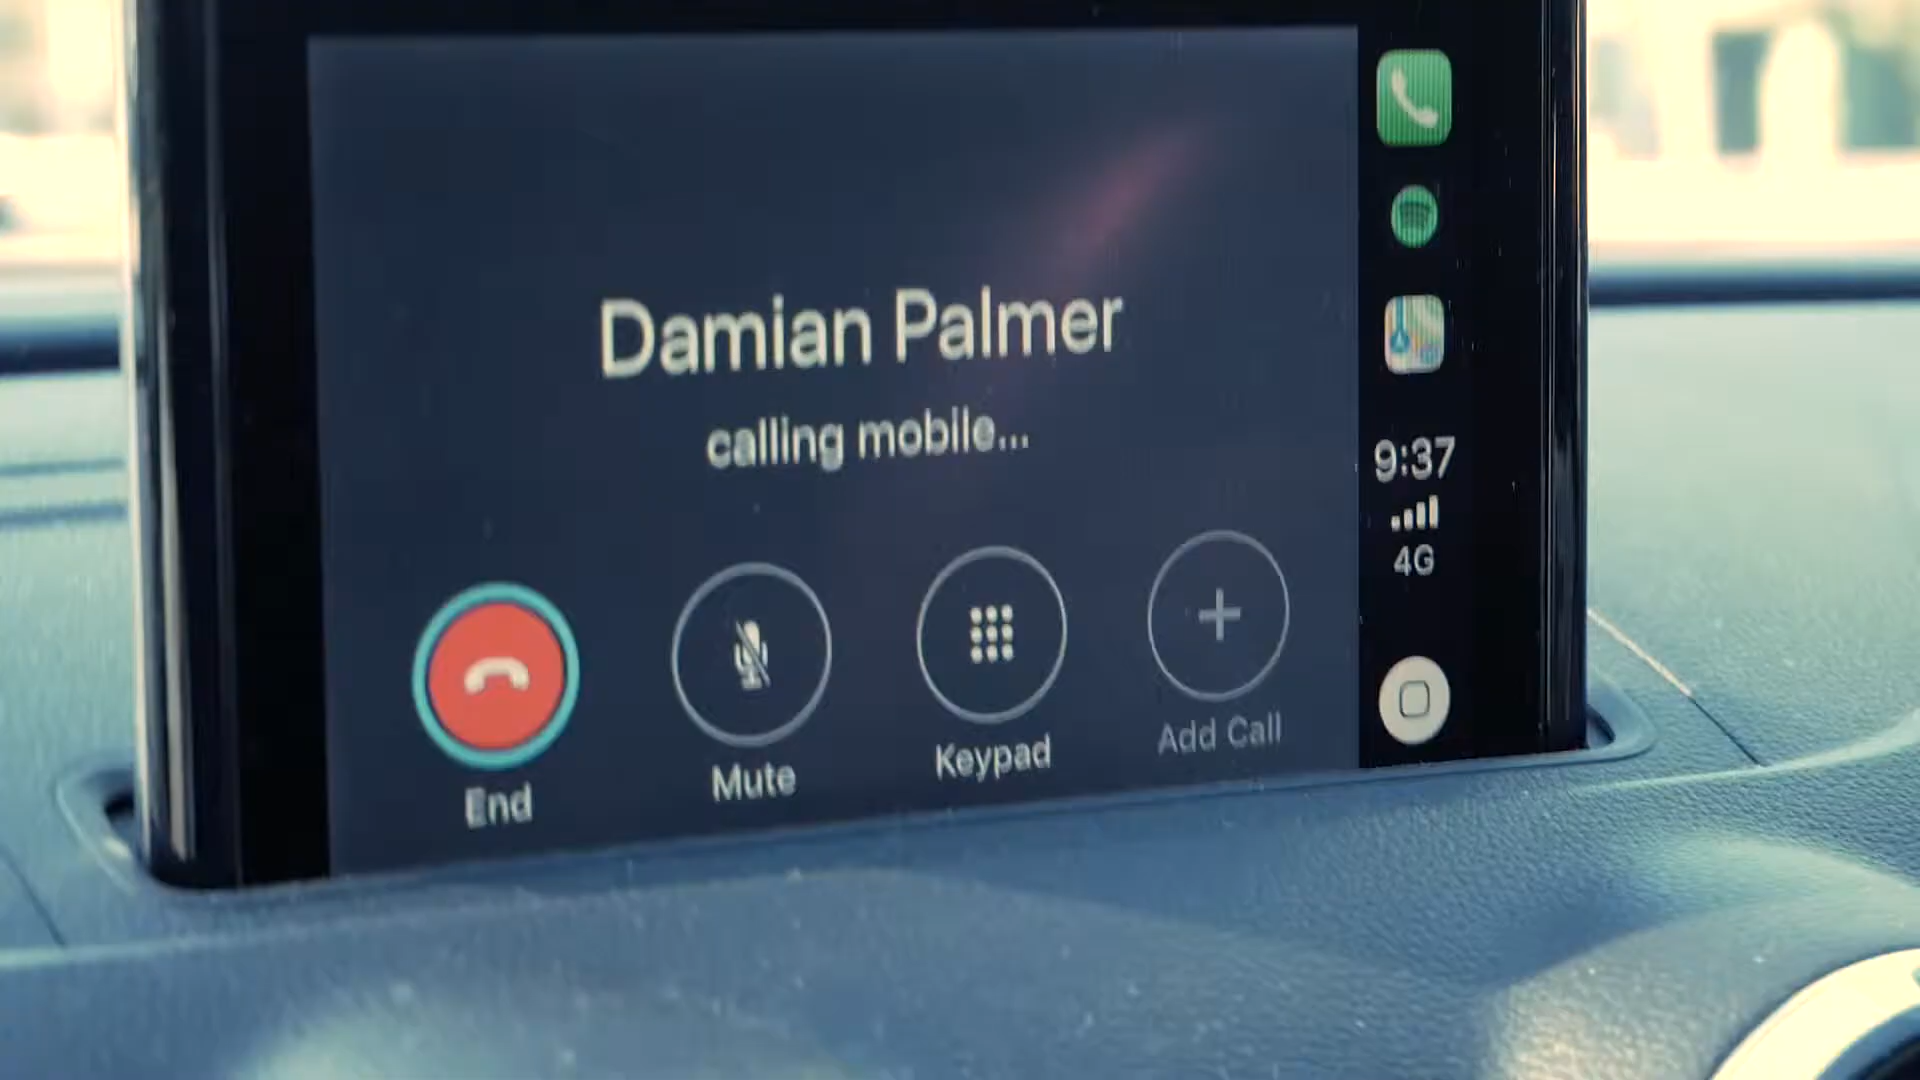 Damian Palmer
calling mobile...
End
Mute
Keypad
Add Call
9:37
4G